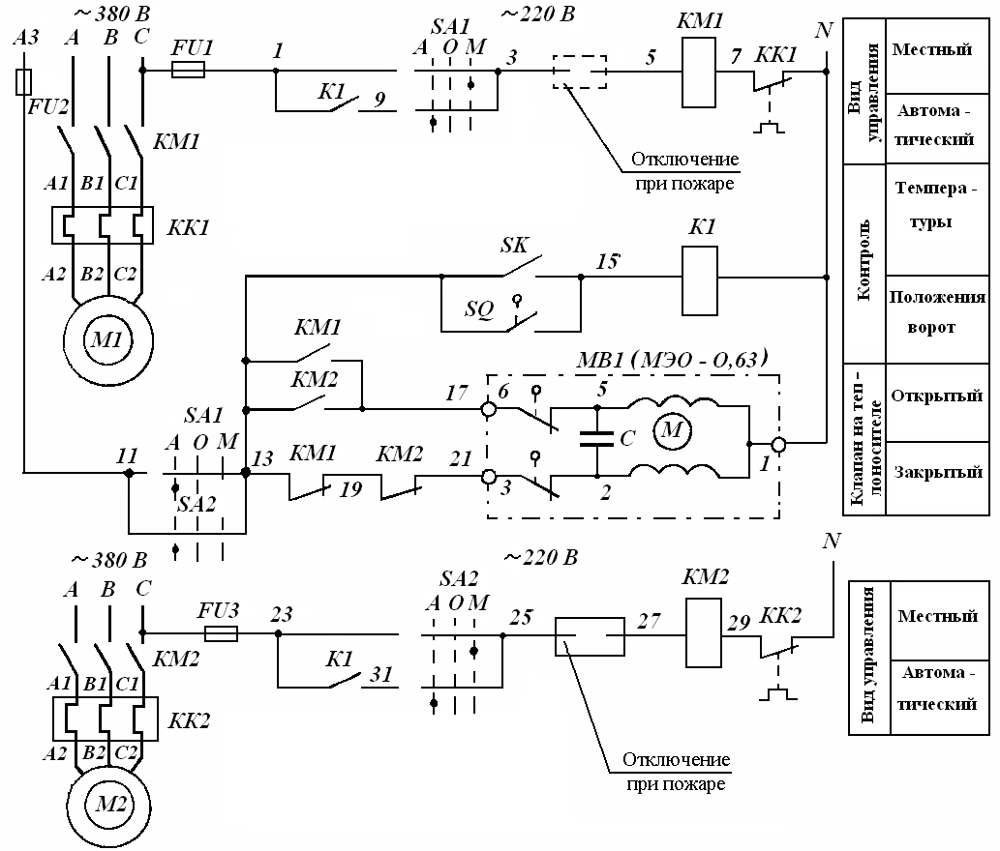 ~380 В
A3 A B C
FU1
FU2
1
SA1
A O M
~220 В
3
5
KM1
7
KK1
N
K1
9
KM1
A1 B1 C1
KK1
A2 B2 C2
M1
Отключение
при пожаре
SK
15
K1
SQ
KM1
KM2
17
МВ1 (МЭО - О,63)
6
5
C
M
1
3
2
SA1
11
A O M
13
KM1
19
KM2
21
SA2
Вид
управления
Местный
Автома -
тический
Контроль
Темпера -
туры
Положения
ворот
Клапан на теп -
лоносителе
Открытый
Закрытый
~380 В
A B C
FU3
23
SA2
A O M
~220 В
25
27
KM2
29
KK2
N
K1
31
KM2
A1 B1 C1
KK2
A2 B2 C2
M2
Отключение
при пожаре
Вид управления
Местный
Автома -
тический